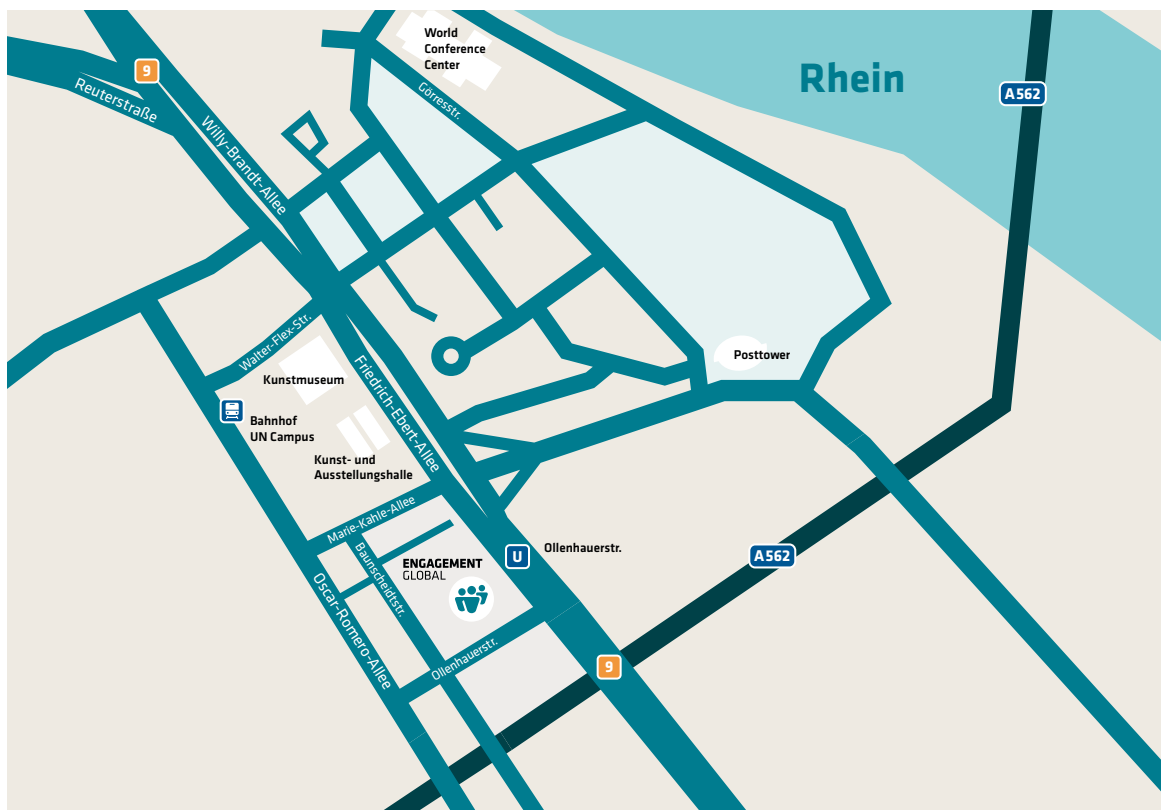 World
Conference
Center
Rhein
9
A562
Reuterstraße
Görresstr.
Willy-Brandt-Allee
Walter-Flex-Str.
Posttower
Kunstmuseum
Friedrich-Ebert-Allee
Bahnhof
UN Campus
Kunst- und
Ausstellungshalle
Marie-Kahle-Allee
U
Ollenhauerstr.
A562
Baunscheidtstr.
ENGAGEMENT
GLOBAL
Oscar-Romero-Allee
Ollenhauerstr.
9